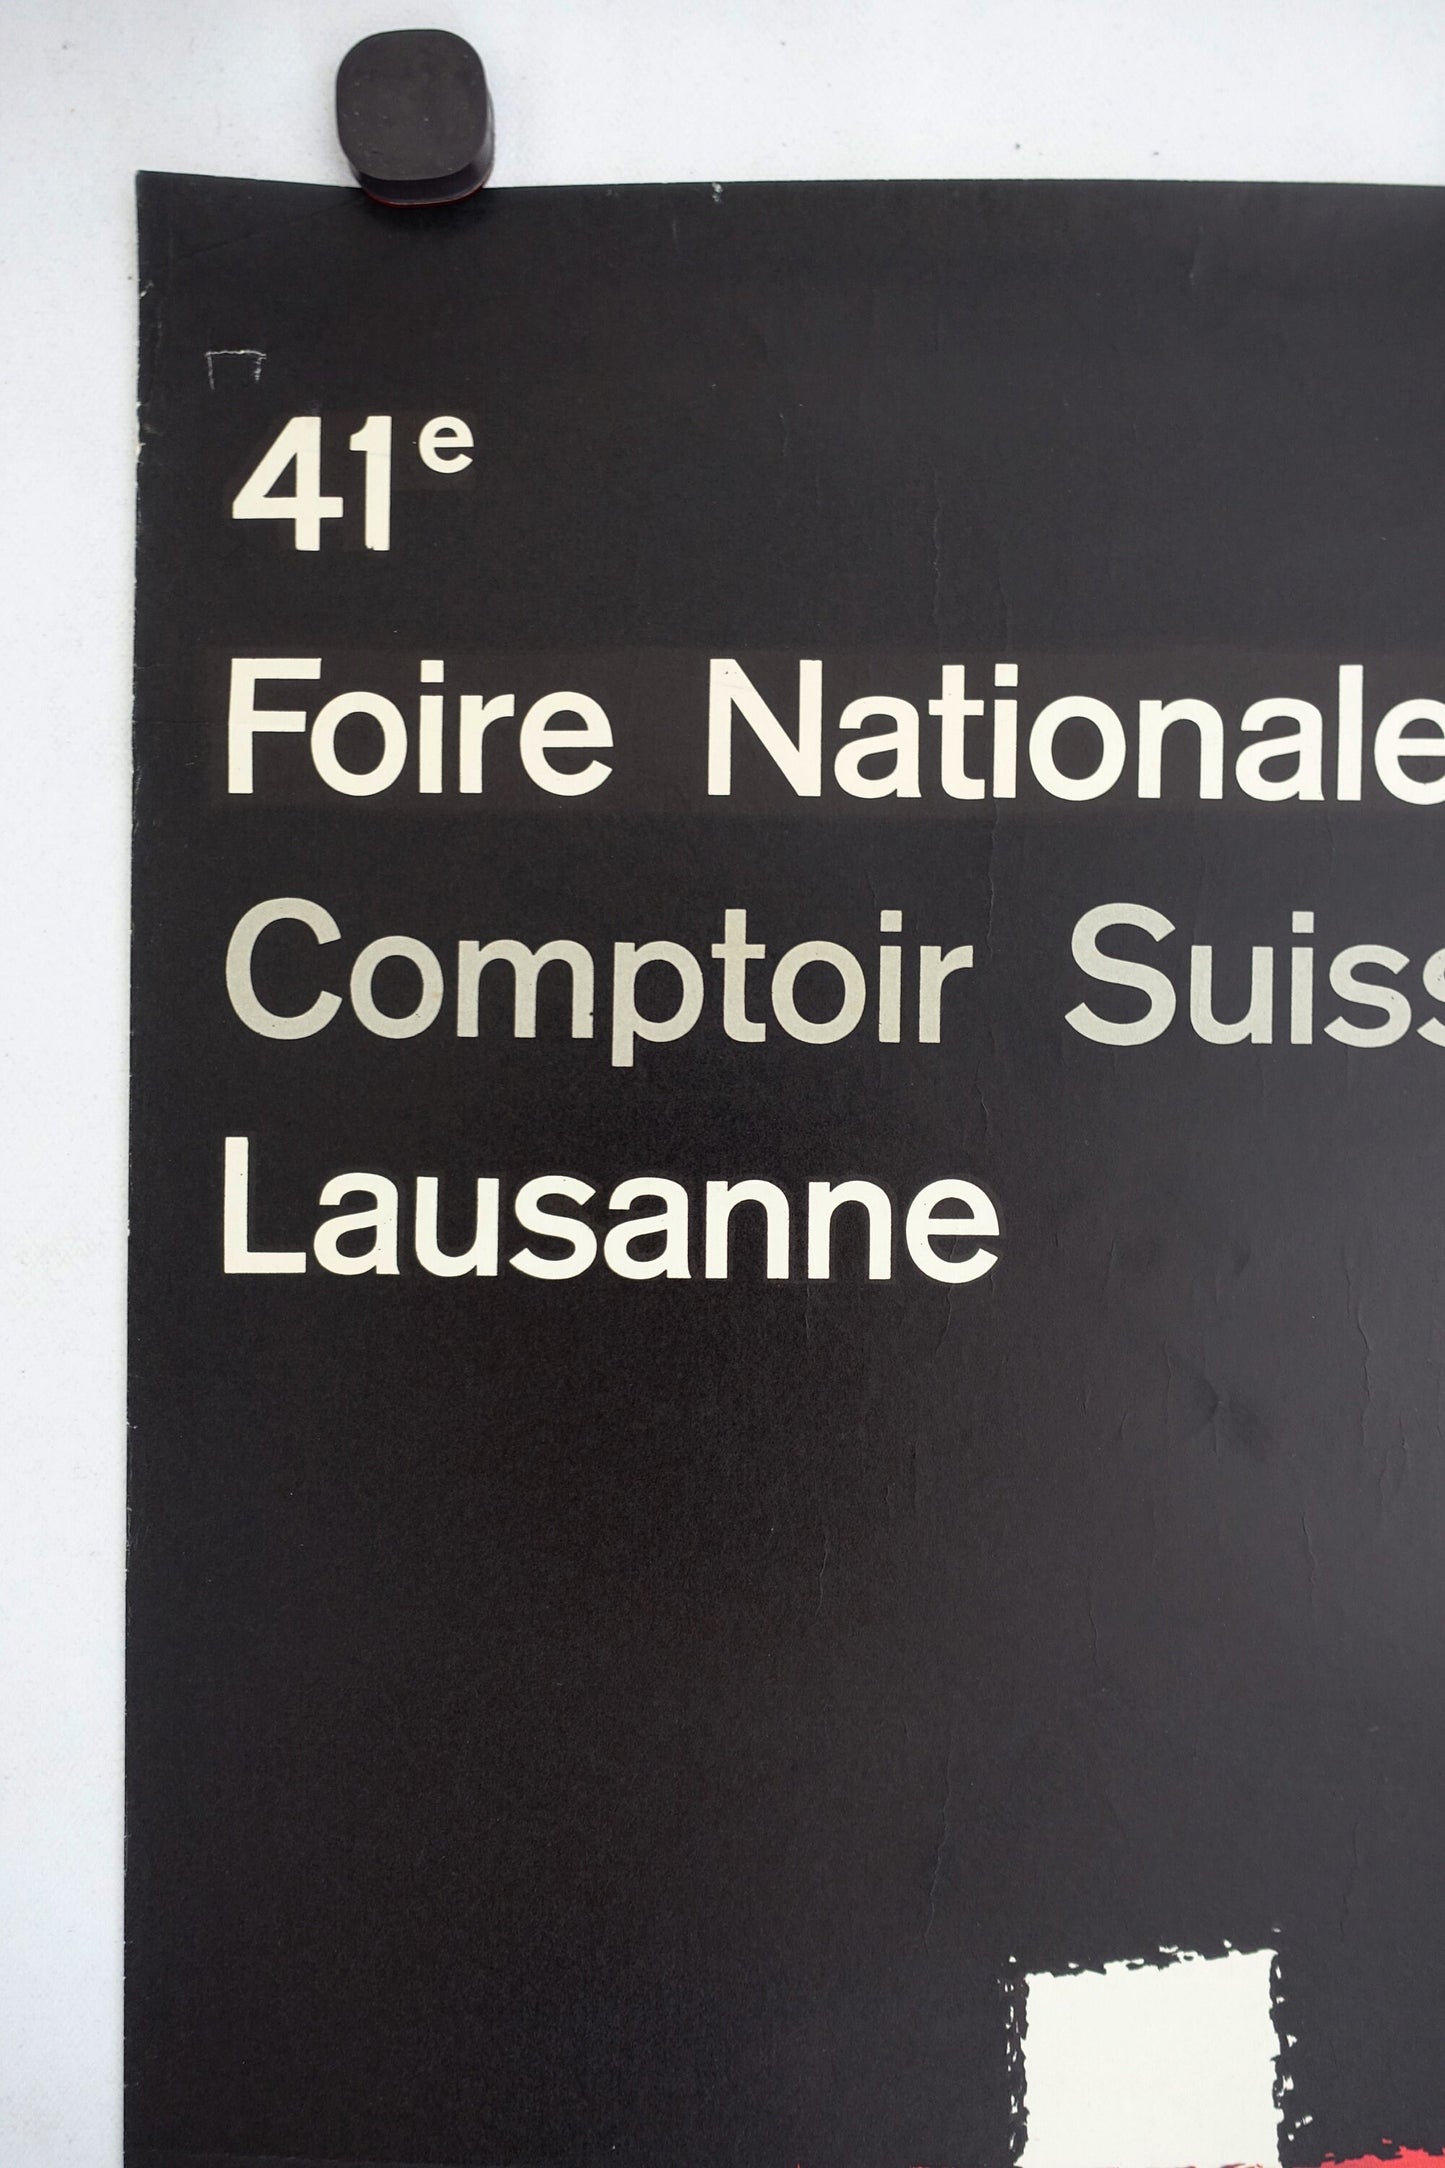 41e
Foire Nationale
Comptoir Suiss
Lausanne